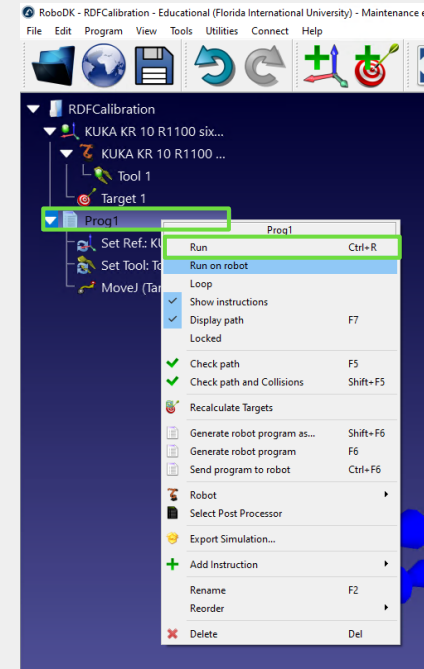 RoboDK - RDFCalibration - Educational (Florida International University) - Maintenance e
File Edit Program View Tools Utilities Connect Help
RDFCalibration
KUKA KR 10 R1100 six...
KUKA KR 10 R1100 ...
Tool 1
Target 1
Prog1
Prog1
Set Ref.: KU
Run Ctrl+R
Set Tool: To
Run on robot
MoveJ (Tar
Loop
Show instructions
Display path F7
Locked
Check path F5
Check path and Collisions Shift+F5
Recalculate Targets
Generate robot program as... Shift+F6
Generate robot program F6
Send program to robot Ctrl+F6
Robot
Select Post Processor
Export Simulation...
Add Instruction
Rename F2
Reorder
Delete Del